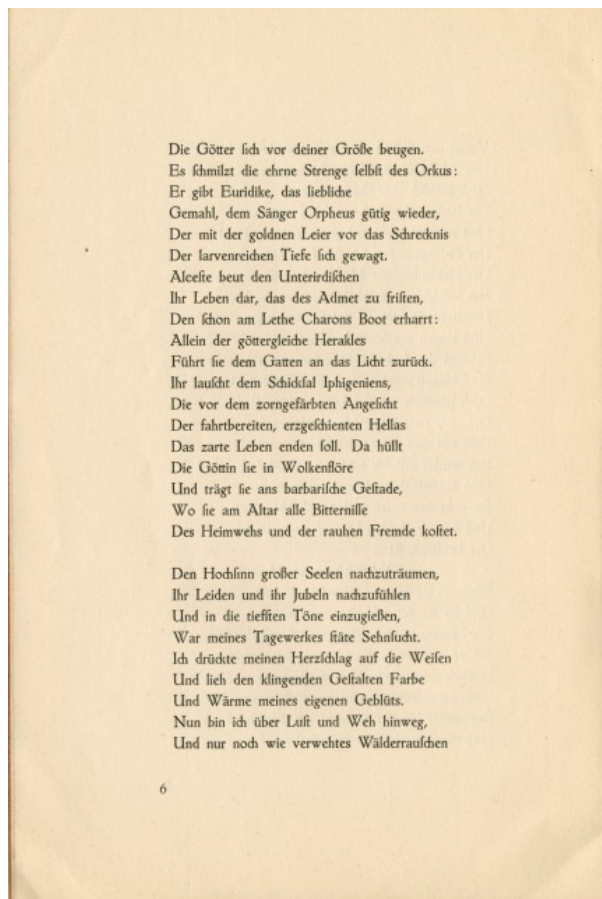 Die Götter ſich vor deiner Größe beugen.
Es ſchmilzt die ehrne Strenge ſelbſt des Orkus:
Er gibt Euridike, das liebliche
Gemahl, dem Sänger Orpheus gütig wieder,
Der mit der goldnen Leier vor das Schrecknis
Der larvenreichen Tiefe ſich gewagt.
Alceſte beut den Unterirdiſchen
Ihr Leben dar, das des Admet zu friſten,
Den ſchon am Lethe Charons Boot erharrt:
Allein der göttergleiche Herakles
Führt ſie dem Gatten an das Licht zurück.
Ihr lauſcht dem Schickſal Iphigeniens,
Die vor dem zorngefärbten Angeſicht
Der fahrtbereiten, erzgeſchienten Hellas
Das zarte Leben enden ſoll. Da hüllt
Die Göttin ſie in Wolkenflöre
Und trägt ſie ans barbariſche Geſtade,
Wo ſie am Altar alle Bitterniſſe
Des Heimwehs und der rauhen Fremde koſtet.

Den Hochſinn großer Seelen nachzuträumen,
Ihr Leiden und ihr Jubeln nachzufühlen
Und in die tiefſten Töne einzugießen,
War meines Tagewerkes ſtäte Sehnſucht.
Ich drückte meinen Herzſchlag auf die Weiſen
Und lieh den klingenden Geſtalten Farbe
Und Wärme meines eigenen Geblüts.
Nun bin ich über Luſt und Weh hinweg,
Und nur noch wie verwehtes Wälderrauſchen
6